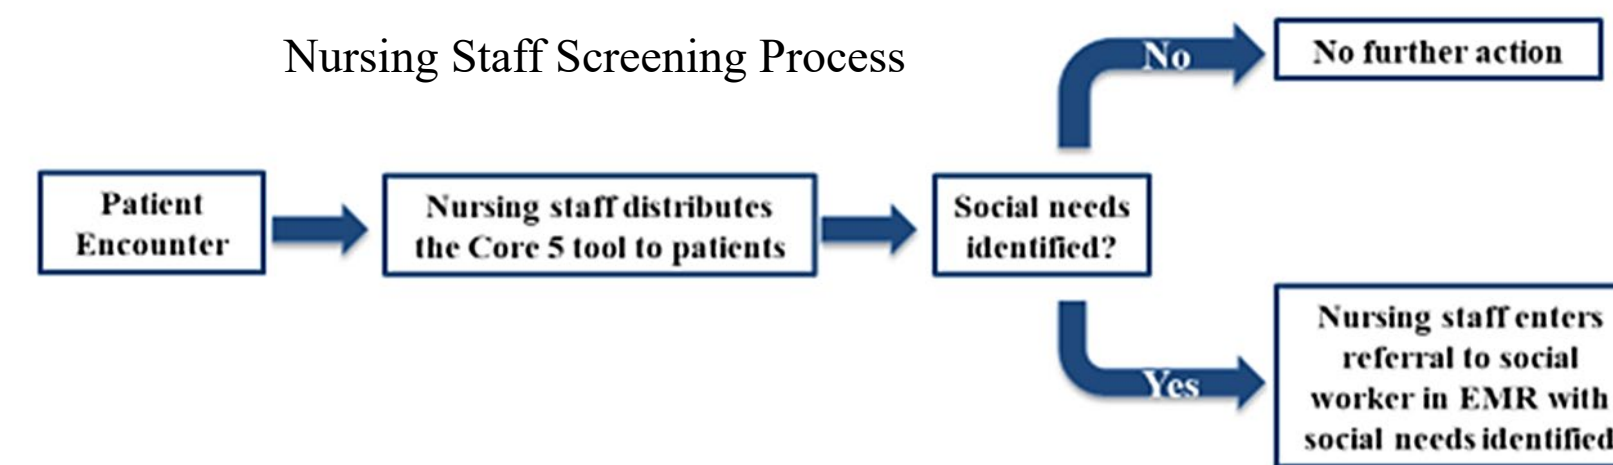 Nursing Staff Screening Process
No
No further action
Patient
Encounter
Nursing staff distributes
the Core 5 tool to patients
Social needs
identified?
Yes
Nursing staff enters
referral to social
worker in EMR with
social needs identified